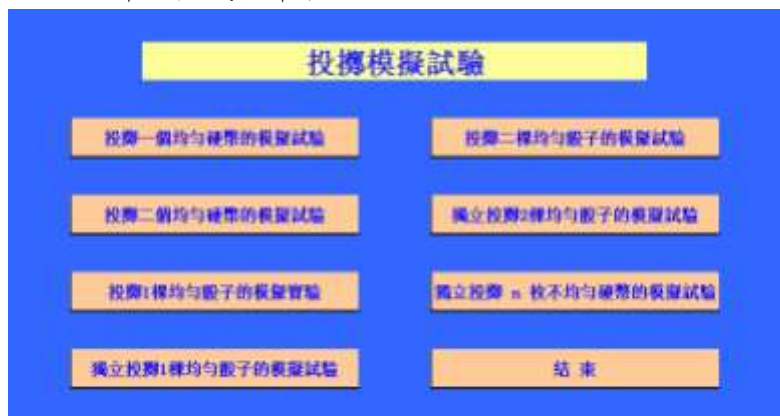 投擲模擬試驗
投擲一個均勻硬幣的模擬試驗
投擲二個均勻硬幣的模擬試驗
投擲1棵均勻骰子的模擬實驗
獨立投擲1棵均勻骰子的模擬試驗
投擲二棵均勻骰子的模擬試驗
獨立投擲2棵均勻骰子的模擬試驗
獨立投擲 n 枚不均勻硬幣的模擬試驗
結 束